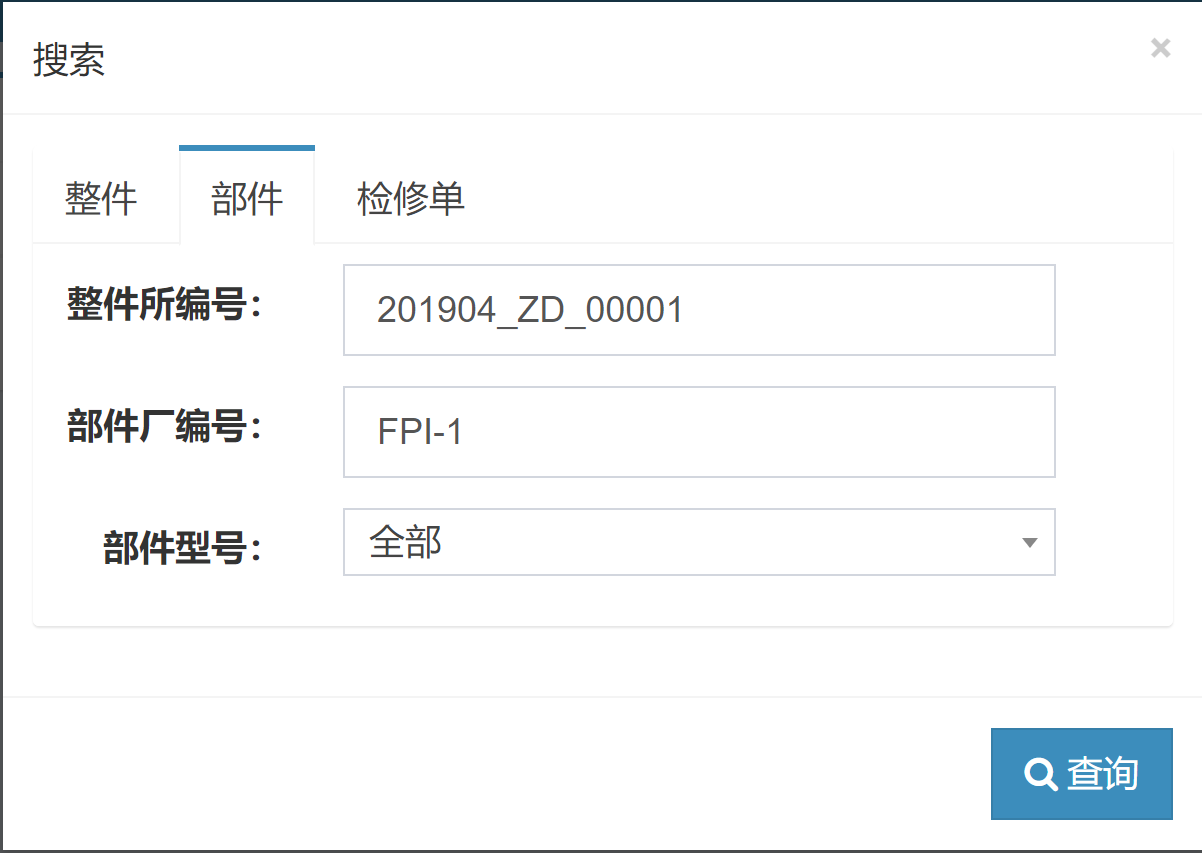 搜索
×
整件 部件 检修单
整件所编号：
201904_ZD_00001
部件厂编号：
FPI-1
部件型号：
全部
查询